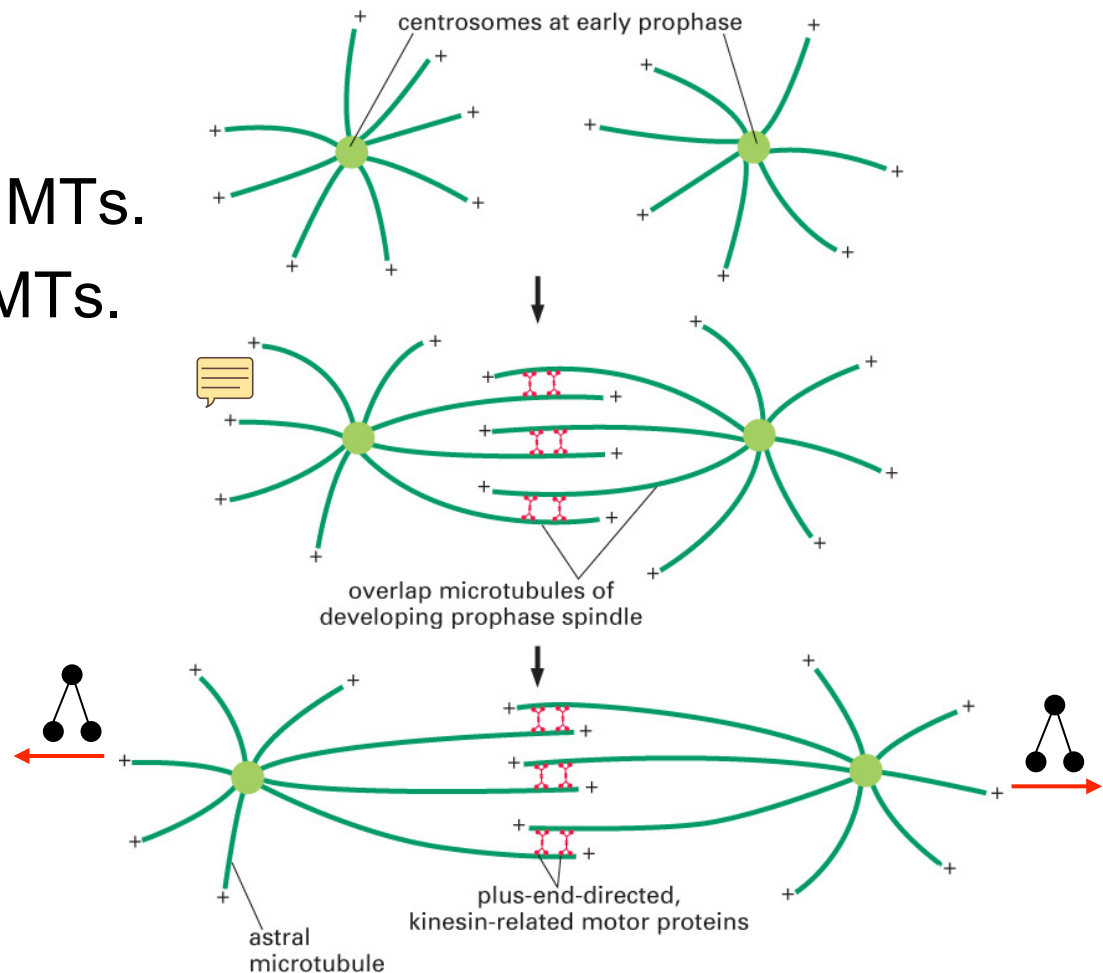 centrosomes at early prophase
MTs.
MTs.
overlap microtubules of
developing prophase spindle
plus-end-directed,
kinesin-related motor proteins
astral
microtubule